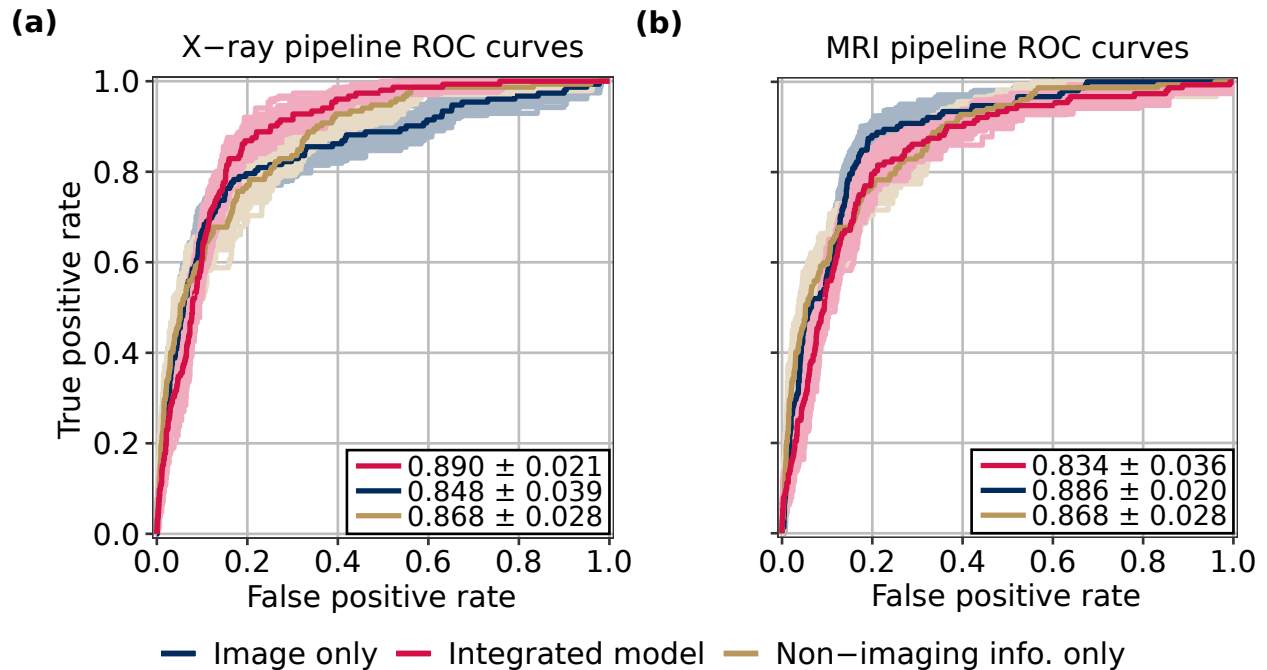 (a)
X−ray pipeline ROC curves
True positive rate
1.0
0.8
0.6
0.4
0.2
0.0
0.890 ± 0.021
0.848 ± 0.039
0.868 ± 0.028
0.0 0.2 0.4 0.6 0.8 1.0
False positive rate
(b)
MRI pipeline ROC curves
0.834 ± 0.036
0.886 ± 0.020
0.868 ± 0.028
0.0 0.2 0.4 0.6 0.8 1.0
False positive rate
Image only Integrated model Non−imaging info. only